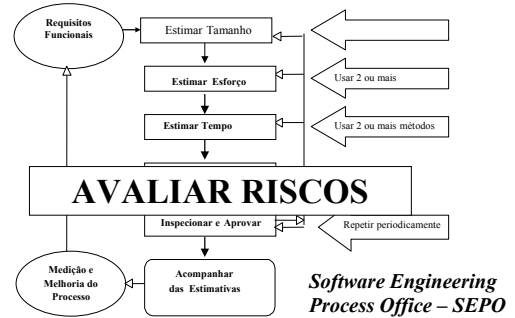 Requisitos
Funcionais
Estimar Tamanho
Estimar Esforço
Usar 2 ou mais
Estimar Tempo
Usar 2 ou mais métodos
AVALIAR RISCOS
Inspecionar e Aprovar
Repetir periodicamente
Medição e
Melhoria do
Processo
Acompanhar
das Estimativas
Software Engineering
Process Office – SEPO